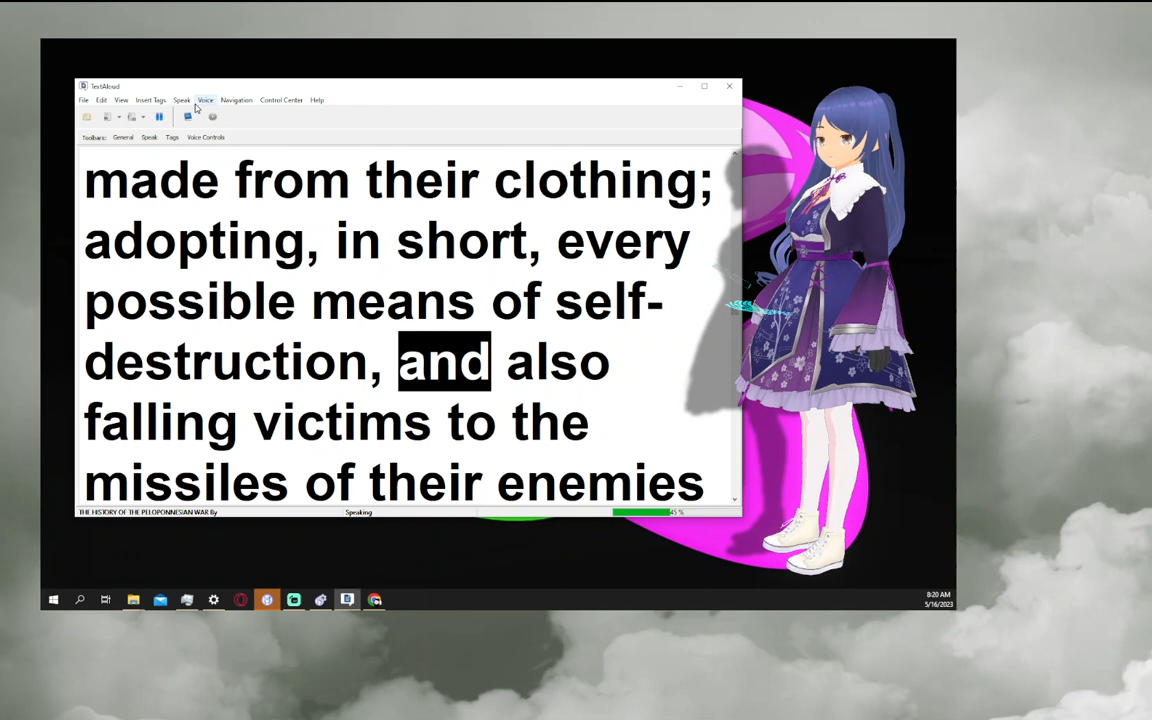 TextAloud
File Edit View Insert Tags Speak Voice Navigation Control Center Help
Toolbars: General Speak Tags Voice Controls
made from their clothing;
adopting, in short, every
possible means of self-
destruction, and also
falling victims to the
missiles of their enemies
THE HISTORY OF THE PELOPONNESIAN WAR By Speaking 45 %
8:20 AM
5/16/2023